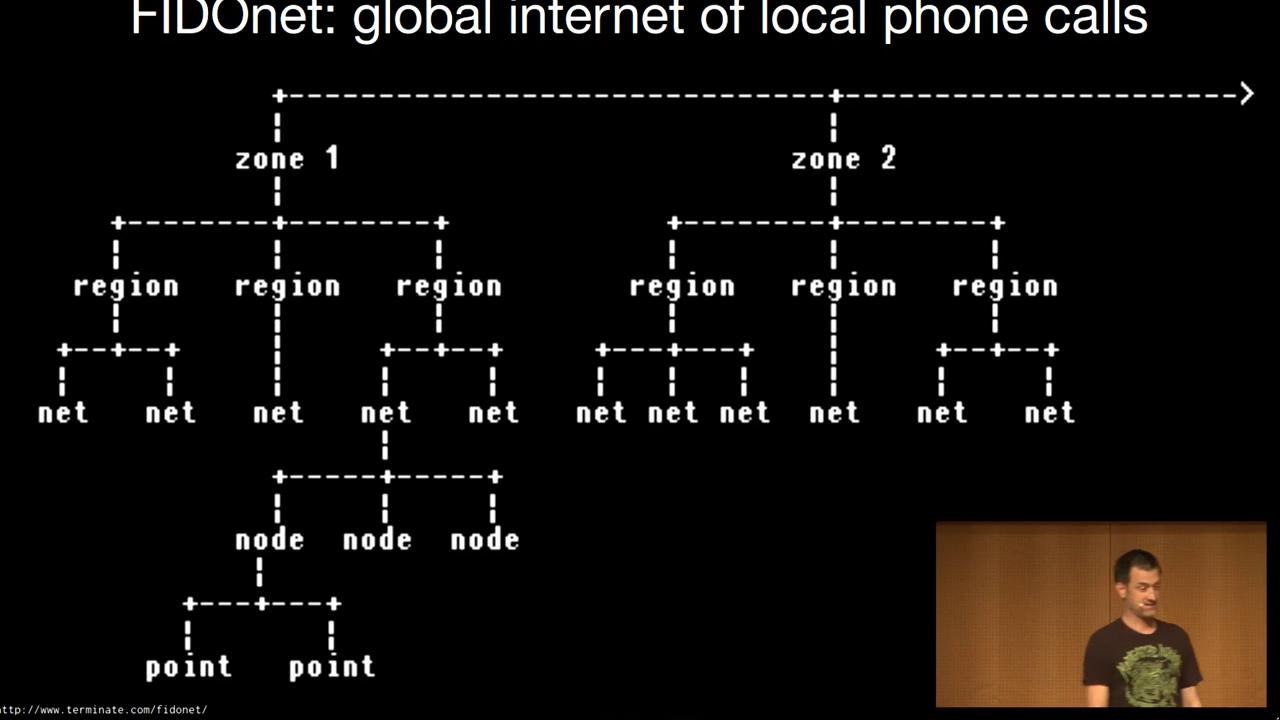 FIDOnet: global internet of local phone calls
zone 1 zone 2
region region region region region region
net net net net net net net net net net net
node node node
point point
http://www.terminate.com/fidonet/